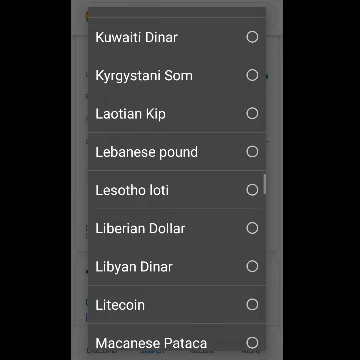 Kuwaiti Dinar
Kyrgystani Som
Laotian Kip
Lebanese pound
Lesotho loti
Liberian Dollar
Libyan Dinar
Litecoin
Macanese Pataca